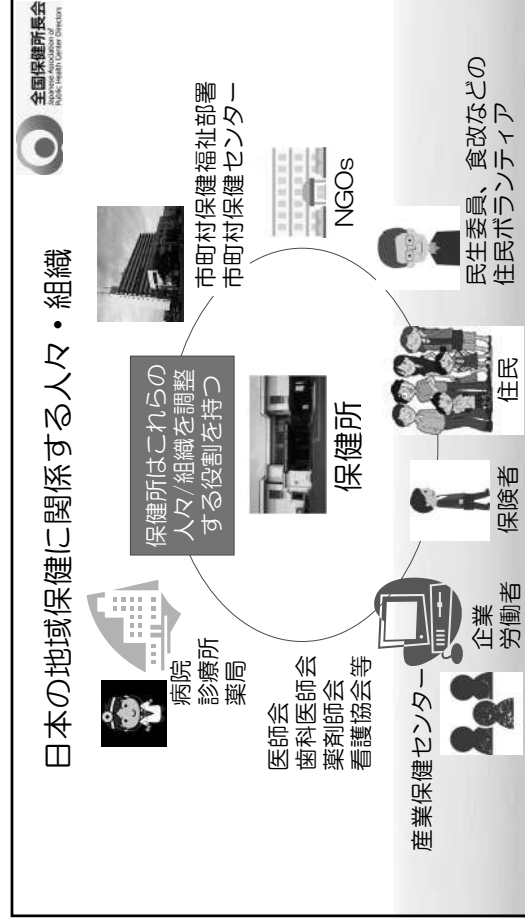 日本の地域保健に関係する人々・組織
全国保健所長会
Japanese Association of
Public Health Center Directors
保健所はこれらの
人々/組織を調整
する役割を持つ
保健所
病院
診療所
薬局
市町村保健福祉部署
市町村保健センター
医師会
歯科医師会
薬剤師会
看護協会等
NGOs
産業保健センター
企業
労働者
保険者
住民
民生委員、食改などの
住民ボランティア